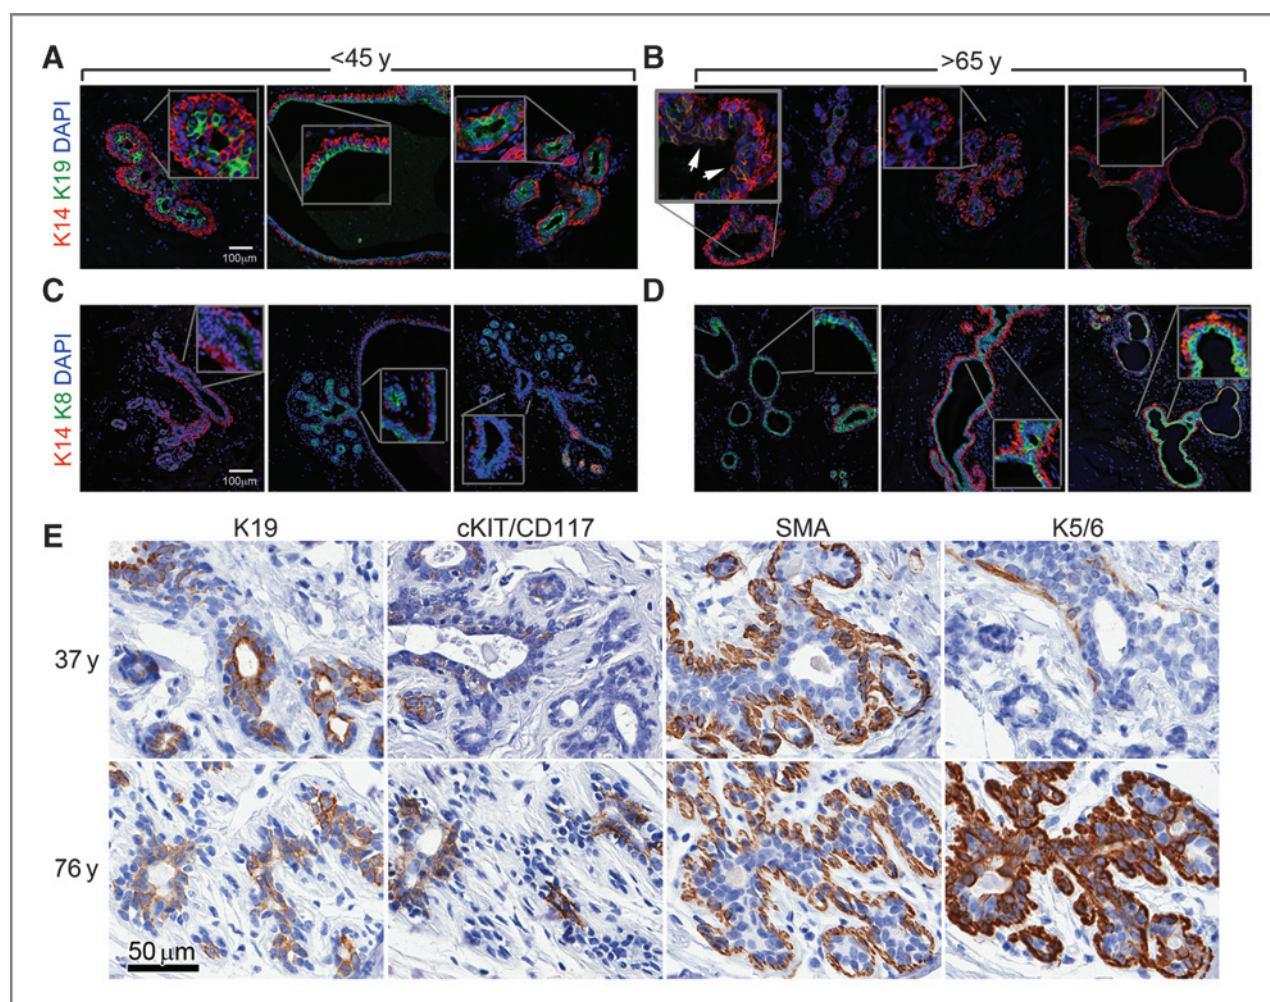 A <45 y B >65 y
K14 K19 DAPI
100μm
C D
K14 K8 DAPI
100μm
E K19 cKIT/CD117 SMA K5/6
37 y
76 y
50 μm